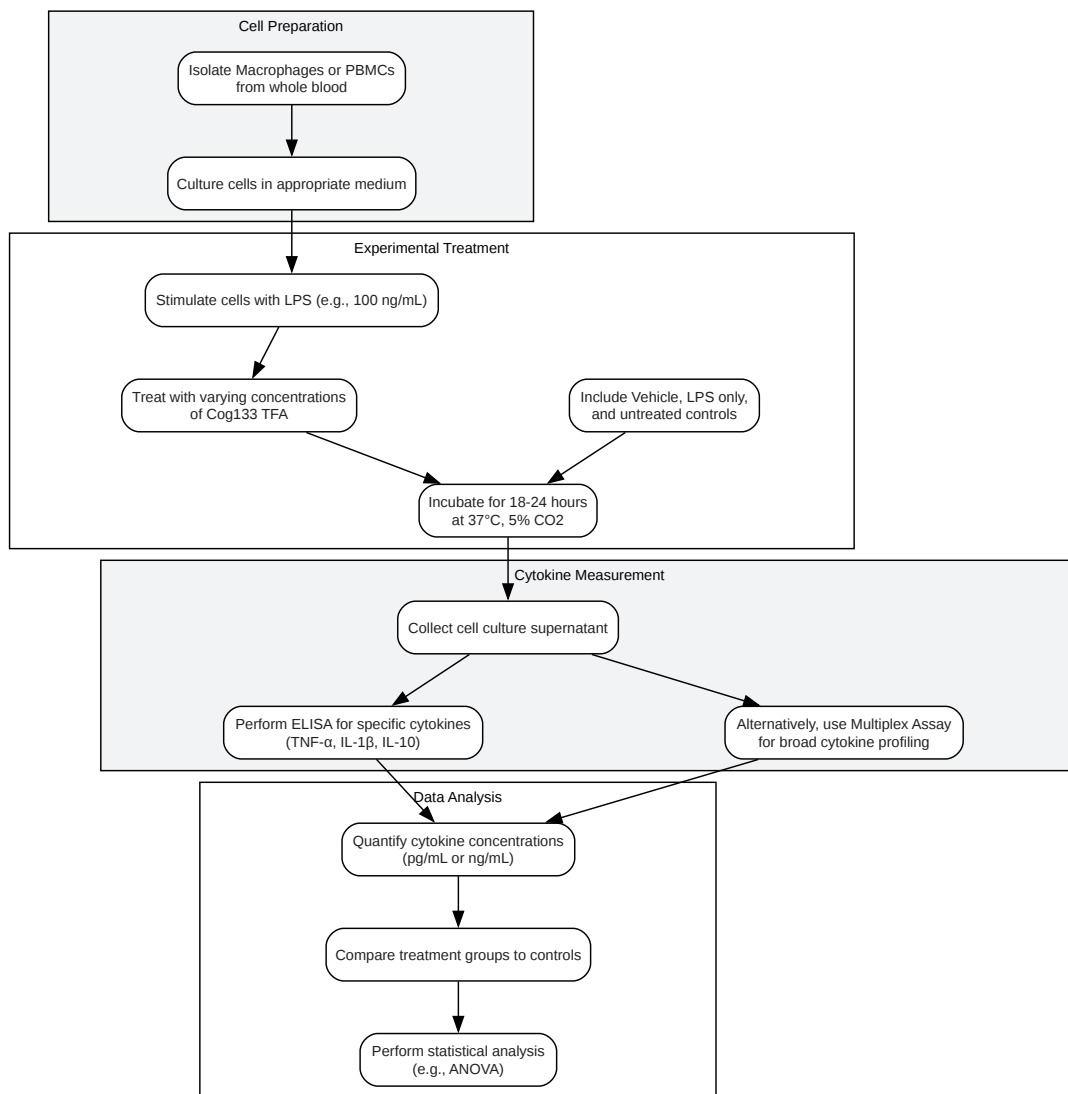 Cell Preparation
Isolate Macrophages or PBMCs
from whole blood
Culture cells in appropriate medium
Experimental Treatment
Stimulate cells with LPS (e.g., 100 ng/mL)
Treat with varying concentrations
of Cog133 TFA
Include Vehicle, LPS only,
and untreated controls
Incubate for 18-24 hours
at 37°C, 5% CO2
Cytokine Measurement
Collect cell culture supernatant
Perform ELISA for specific cytokines
(TNF-α, IL-1β, IL-10)
Alternatively, use Multiplex Assay
for broad cytokine profiling
Data Analysis
Quantify cytokine concentrations
(pg/mL or ng/mL)
Compare treatment groups to controls
Perform statistical analysis
(e.g., ANOVA)